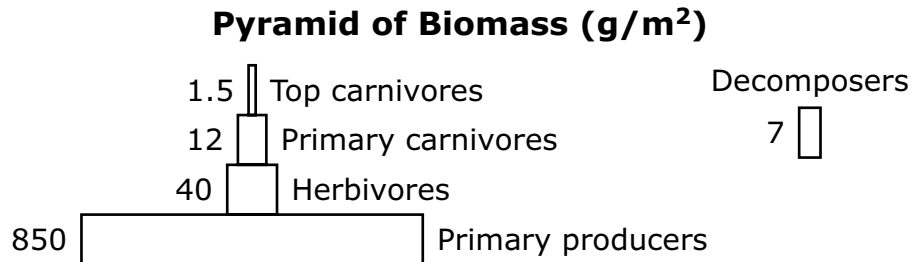 Pyramid of Biomass (g/m²)
1.5 Top carnivores
Decomposers
7
12 Primary carnivores
40 Herbivores
850 Primary producers